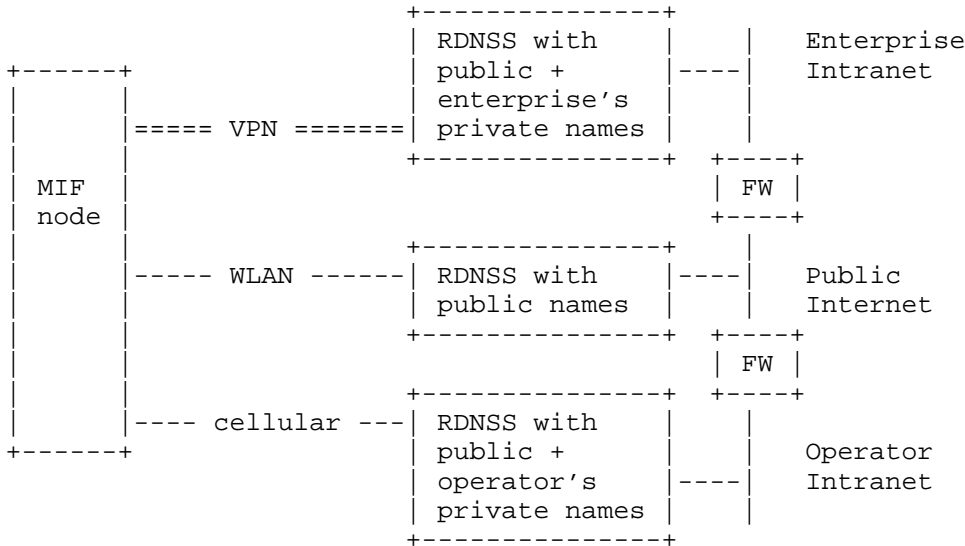 RDNSS with Enterprise
public + Intranet
enterprise's
===== VPN ======= private names
MIF FW
node
----- WLAN ------ RDNSS with ---- Public
public names Internet
FW
---- cellular --- RDNSS with
public + Operator
operator's ---- Intranet
private names